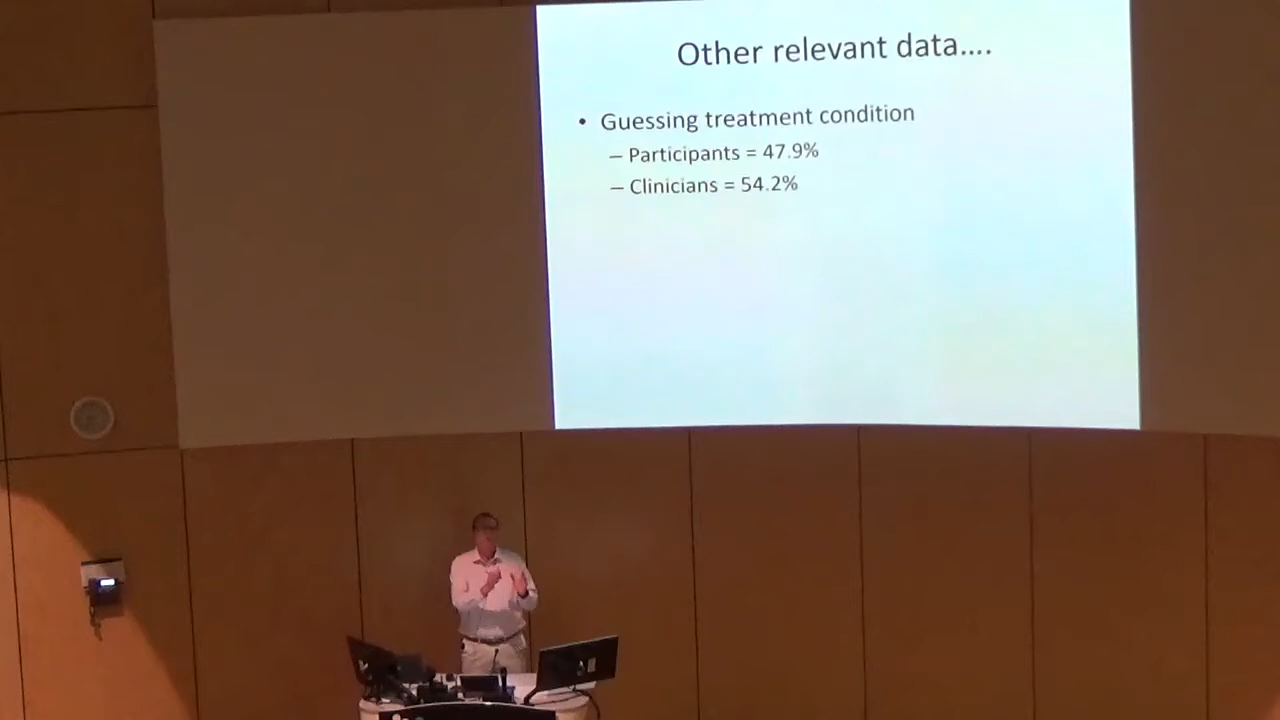 Other relevant data....
• Guessing treatment condition
– Participants = 47.9%
– Clinicians = 54.2%